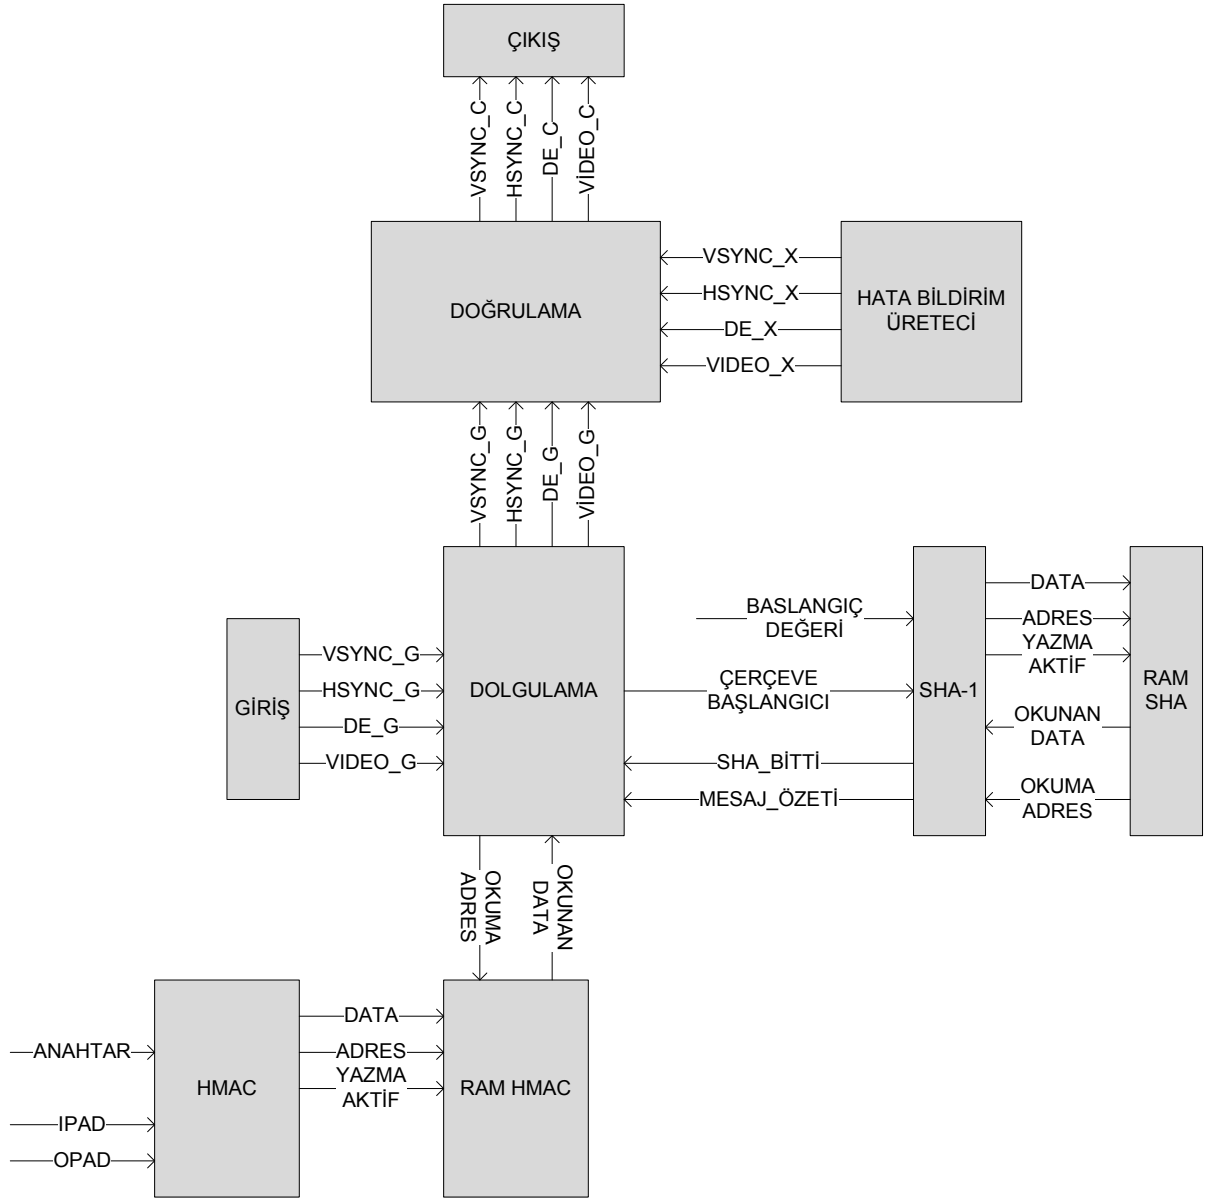 ÇIKIŞ
VSYNC_C
HSYNC_C
DE_C
VİDEO_C
DOĞRULAMA
VSYNC_X
HSYNC_X
DE_X
VIDEO_X
HATA BİLDİRİM
ÜRETECİ
VSYNC_G
HSYNC_G
DE_G
VİDEO_G
GİRİŞ
VSYNC_G
HSYNC_G
DE_G
VIDEO_G
DOLGULAMA
BASLANGIÇ
DEĞERİ
ÇERÇEVE
BAŞLANGICI
SHA_BİTTİ
MESAJ_ÖZETİ
SHA-1
DATA
ADRES
YAZMA
AKTİF
OKUNAN
DATA
OKUMA
ADRES
RAM
SHA
OKUMA
ADRES
OKUNAN
DATA
ANAHTAR
IPAD
OPAD
HMAC
DATA
ADRES
YAZMA
AKTİF
RAM HMAC